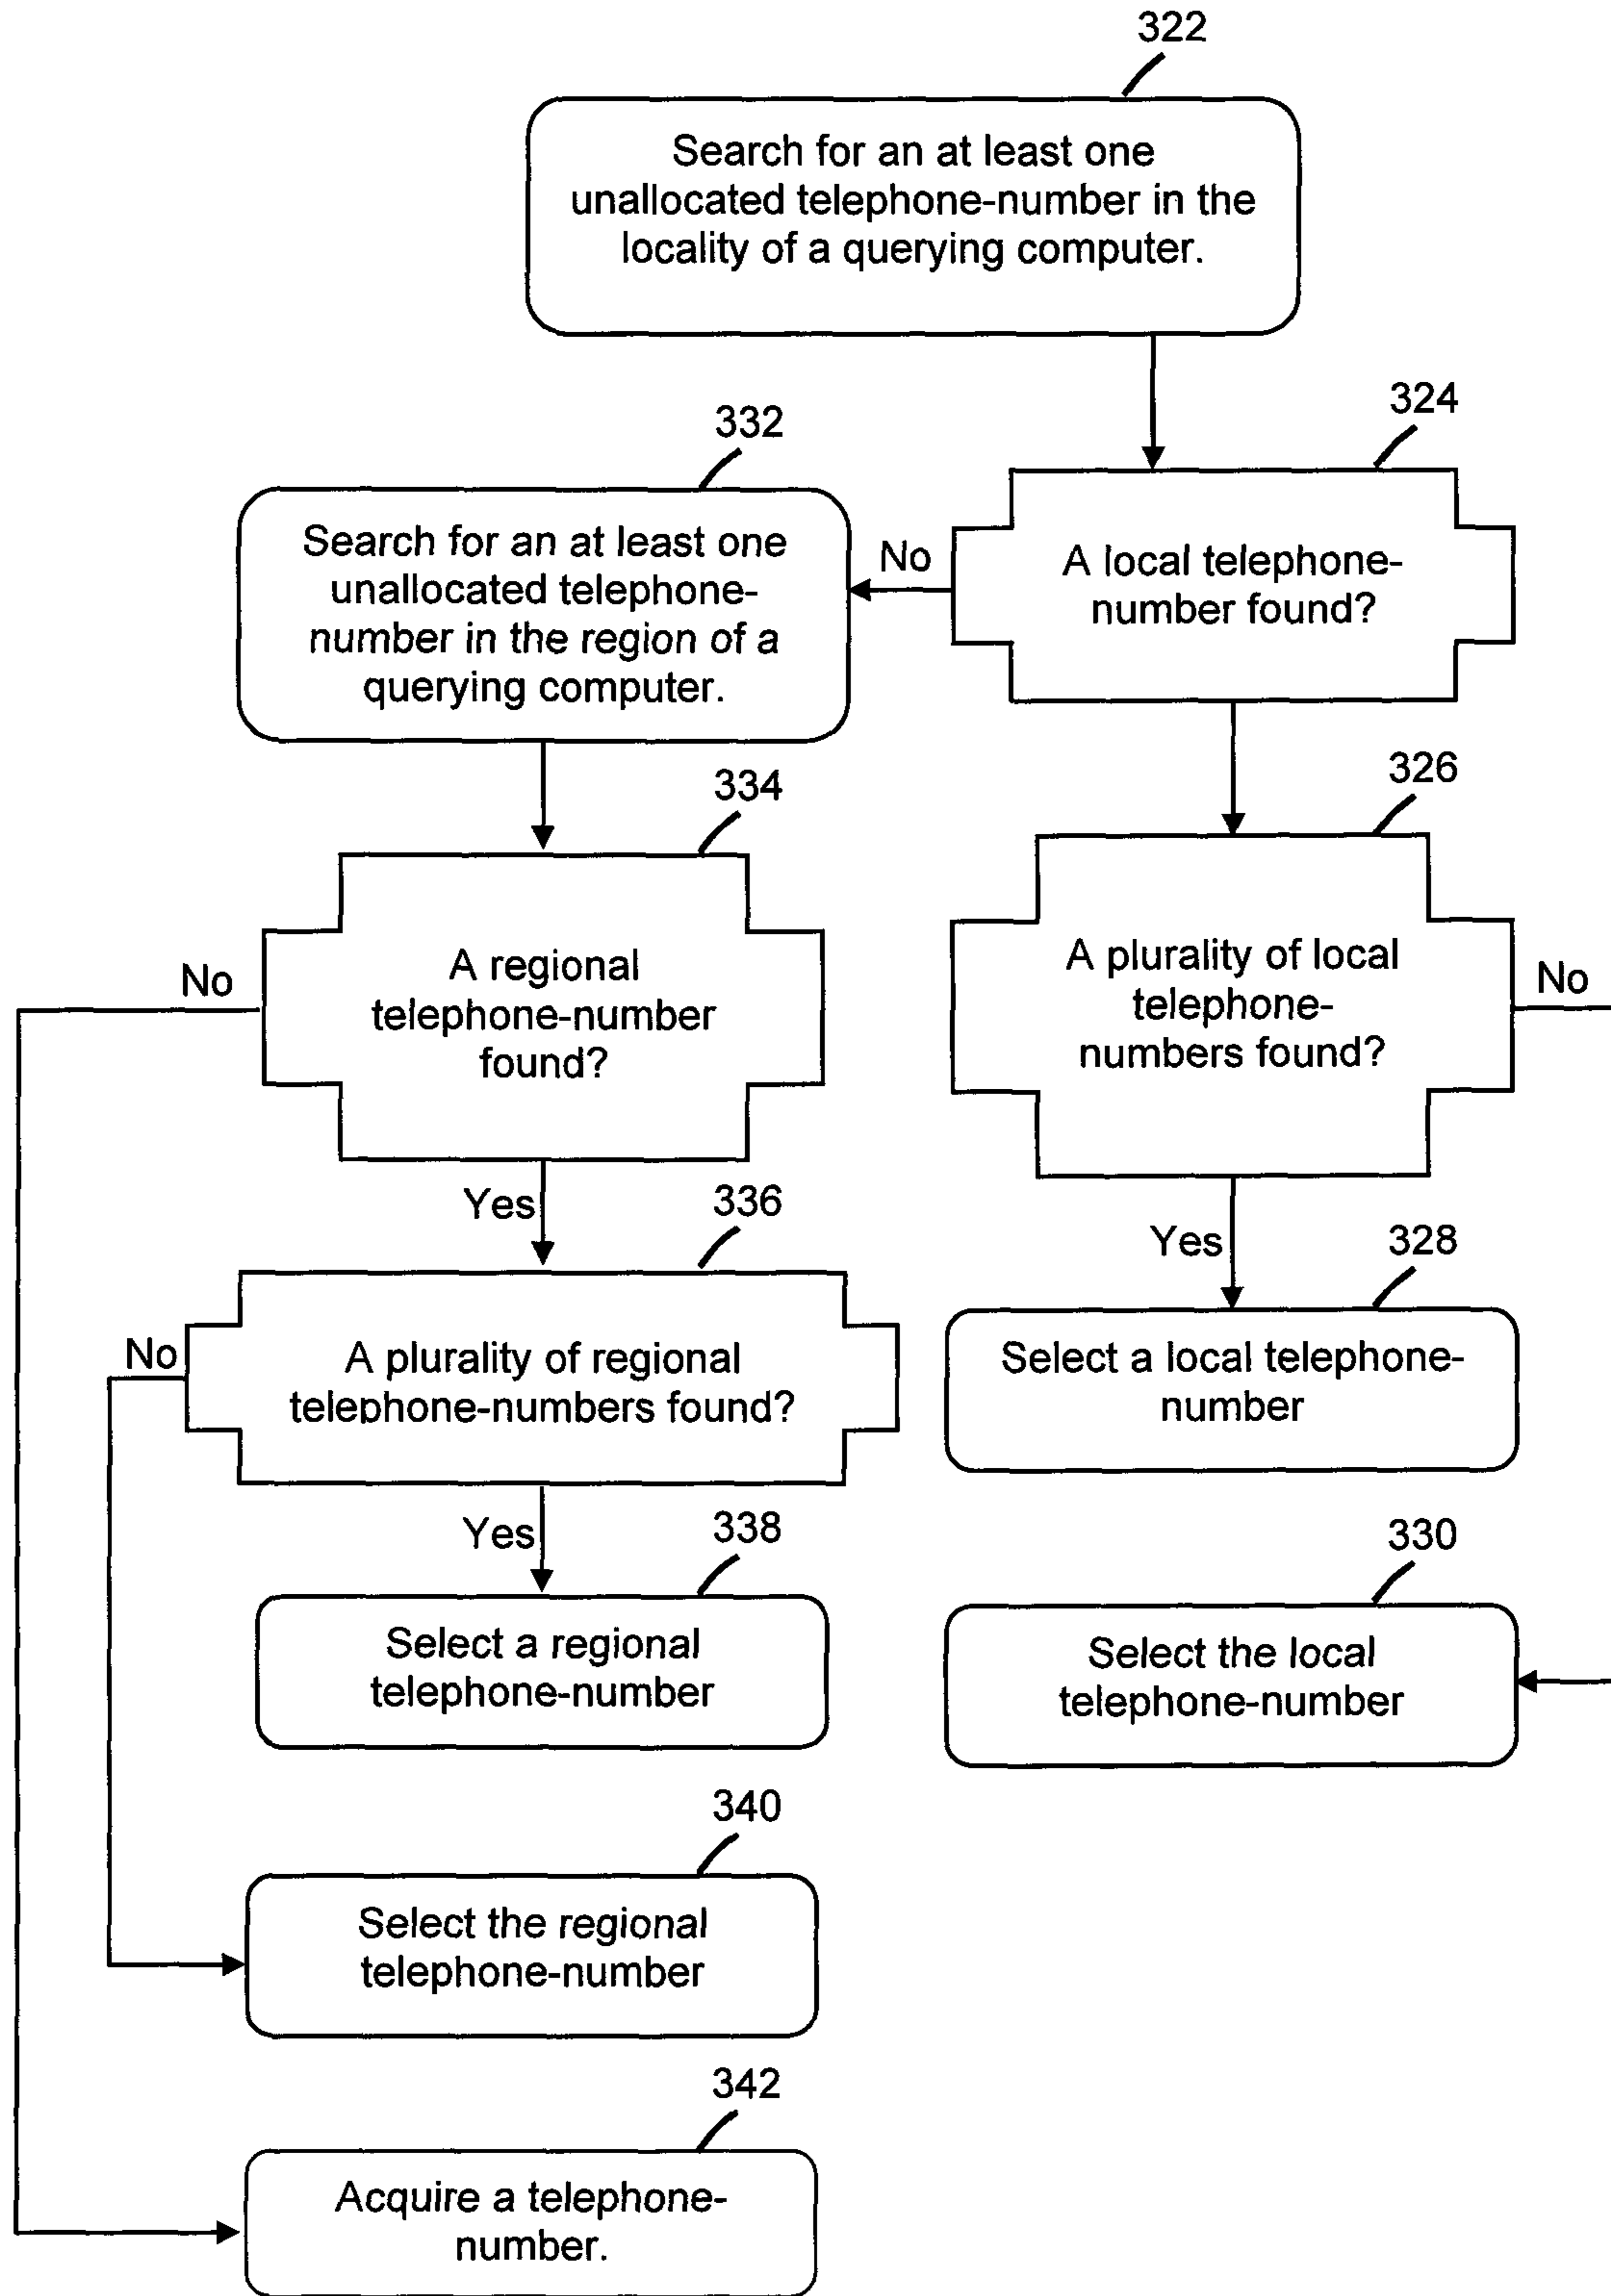 322
Search for an at least one
unallocated telephone-number in the
locality of a querying computer.
324
A local telephone-
number found?
No
332
Search for an at least one
unallocated telephone-
number in the region of a
querying computer.
326
A plurality of local
telephone-
numbers found?
No
Yes
328
Select a local telephone-
number
330
Select the local
telephone-number
334
A regional
telephone-number
found?
No
Yes
336
A plurality of regional
telephone-numbers found?
No
Yes
338
Select a regional
telephone-number
340
Select the regional
telephone-number
342
Acquire a telephone-
number.